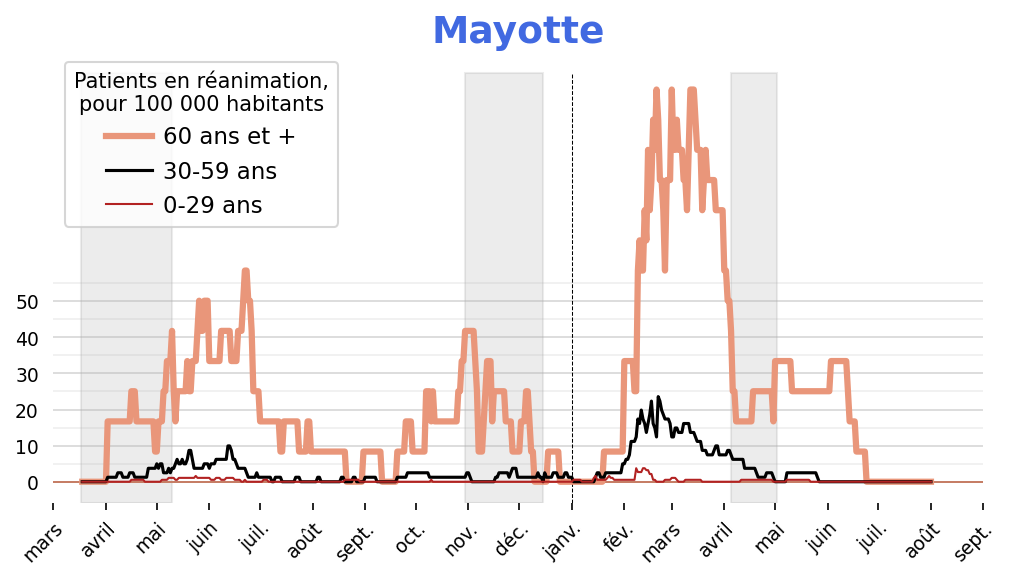 Mayotte
Patients en réanimation,
pour 100 000 habitants
60 ans et +
30-59 ans
0-29 ans
50
40
30
20
10
0
mars avril mai juin juil. août sept. oct. nov. déc. janv. fév. mars avril mai juin juil. août sept.